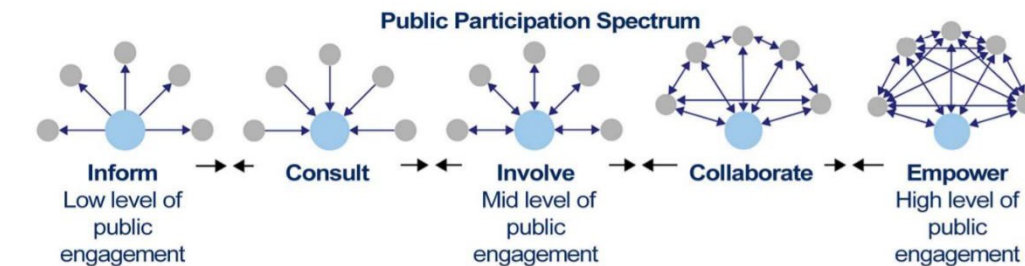 Public Participation Spectrum
Inform
Low level of
public
engagement
Consult
Involve
Mid level of
public
engagement
Collaborate
Empower
High level of
public
engagement